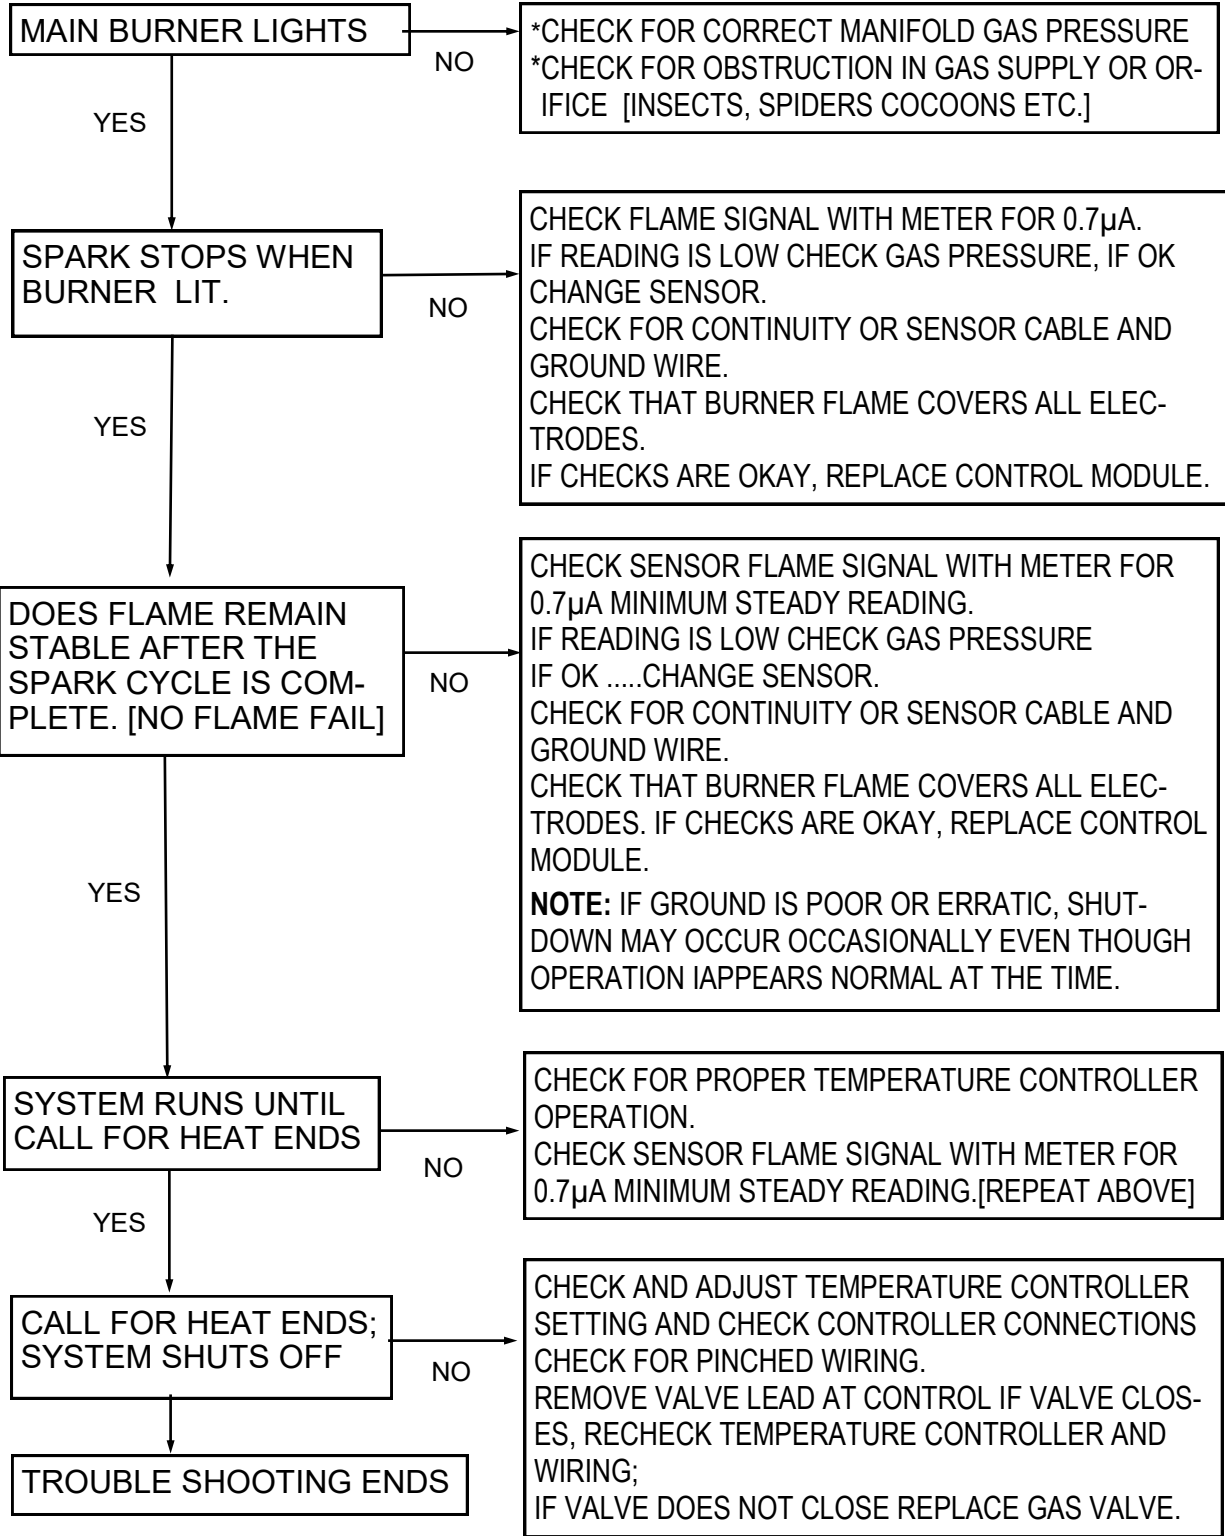 MAIN BURNER LIGHTS
NO
*CHECK FOR CORRECT MANIFOLD GAS PRESSURE
*CHECK FOR OBSTRUCTION IN GAS SUPPLY OR OR-
IFICE [INSECTS, SPIDERS COCOONS ETC.]
YES
SPARK STOPS WHEN
BURNER LIT.
NO
CHECK FLAME SIGNAL WITH METER FOR 0.7µA.
IF READING IS LOW CHECK GAS PRESSURE, IF OK
CHANGE SENSOR.
CHECK FOR CONTINUITY OR SENSOR CABLE AND
GROUND WIRE.
CHECK THAT BURNER FLAME COVERS ALL ELEC-
TRODES.
IF CHECKS ARE OKAY, REPLACE CONTROL MODULE.
YES
DOES FLAME REMAIN
STABLE AFTER THE
SPARK CYCLE IS COM-
PLETE. [NO FLAME FAIL]
NO
CHECK SENSOR FLAME SIGNAL WITH METER FOR
0.7µA MINIMUM STEADY READING.
IF READING IS LOW CHECK GAS PRESSURE
IF OK .....CHANGE SENSOR.
CHECK FOR CONTINUITY OR SENSOR CABLE AND
GROUND WIRE.
CHECK THAT BURNER FLAME COVERS ALL ELEC-
TRODES. IF CHECKS ARE OKAY, REPLACE CONTROL
MODULE.
NOTE: IF GROUND IS POOR OR ERRATIC, SHUT-
DOWN MAY OCCUR OCCASIONALLY EVEN THOUGH
OPERATION IAPPEARS NORMAL AT THE TIME.
YES
SYSTEM RUNS UNTIL
CALL FOR HEAT ENDS
NO
CHECK FOR PROPER TEMPERATURE CONTROLLER
OPERATION.
CHECK SENSOR FLAME SIGNAL WITH METER FOR
0.7µA MINIMUM STEADY READING.[REPEAT ABOVE]
YES
CALL FOR HEAT ENDS;
SYSTEM SHUTS OFF
NO
CHECK AND ADJUST TEMPERATURE CONTROLLER
SETTING AND CHECK CONTROLLER CONNECTIONS
CHECK FOR PINCHED WIRING.
REMOVE VALVE LEAD AT CONTROL IF VALVE CLOS-
ES, RECHECK TEMPERATURE CONTROLLER AND
WIRING;
IF VALVE DOES NOT CLOSE REPLACE GAS VALVE.
TROUBLE SHOOTING ENDS